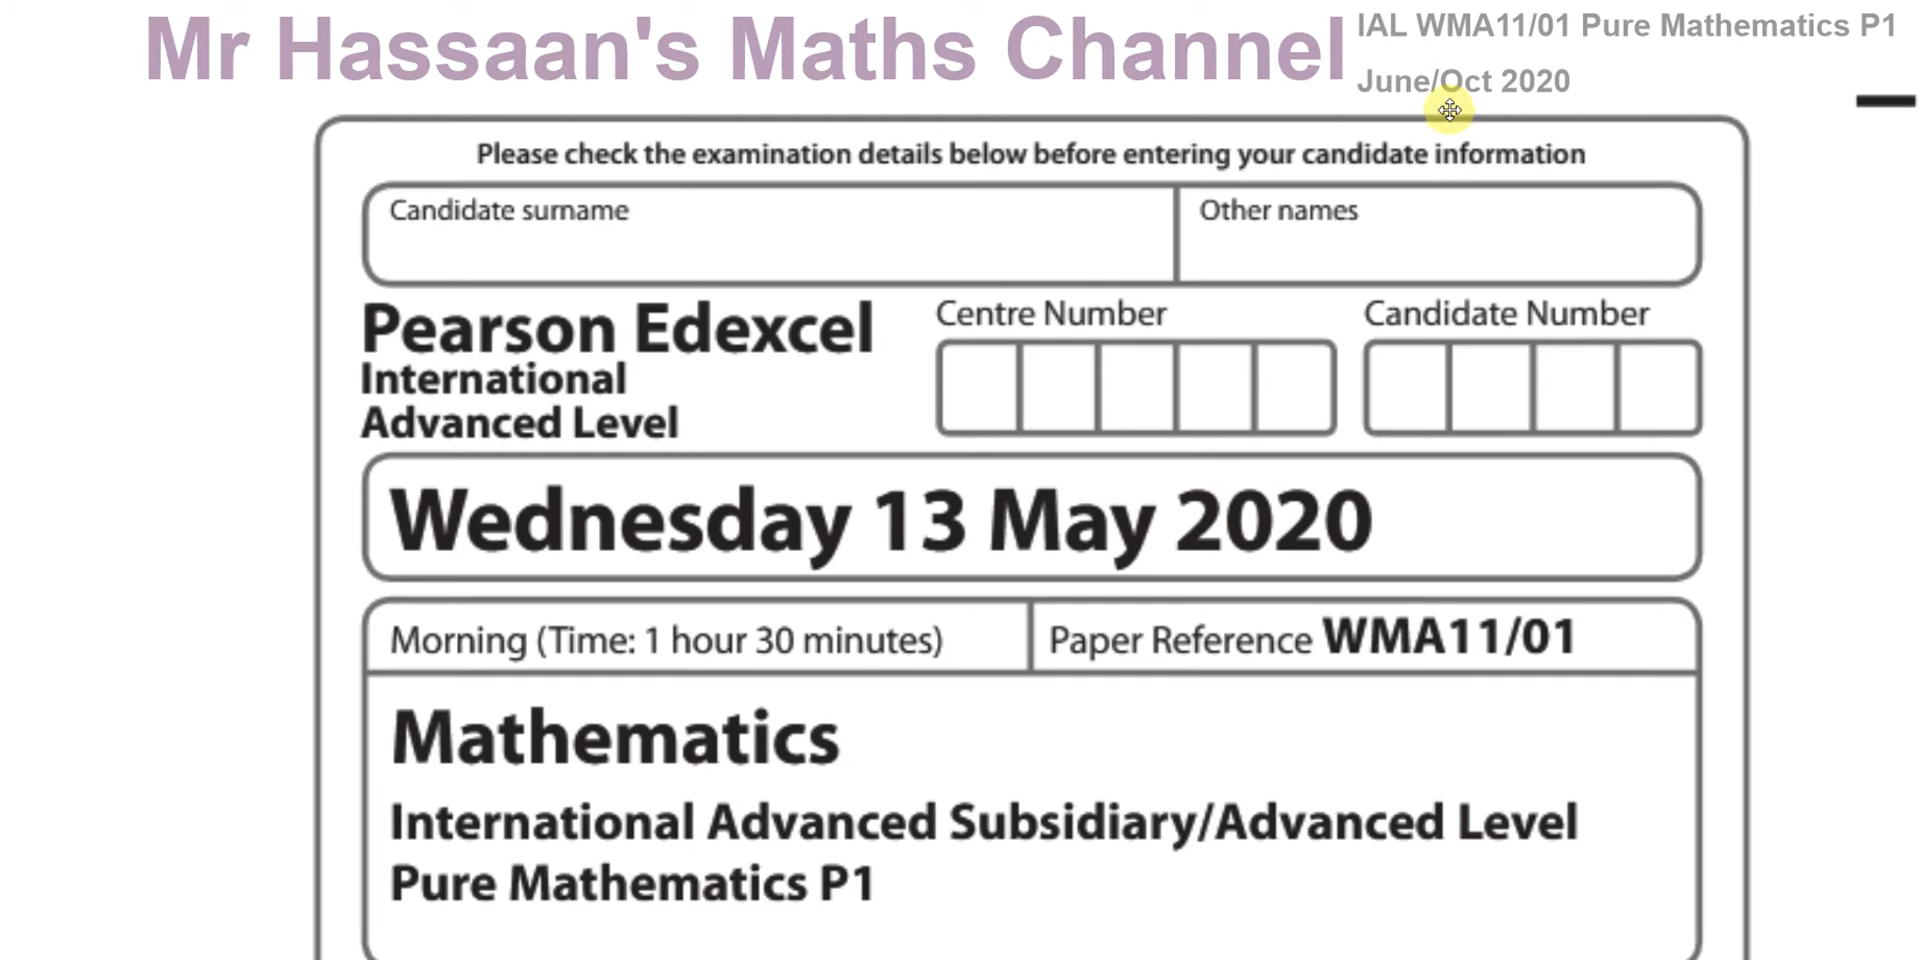 Mr Hassaan's Maths Channel
IAL WMA11/01 Pure Mathematics P1
June/Oct 2020
Please check the examination details below before entering your candidate information
Candidate surname
Other names
Pearson Edexcel
International
Advanced Level
Centre Number
Candidate Number
Wednesday 13 May 2020
Morning (Time: 1 hour 30 minutes)
Paper Reference WMA11/01
Mathematics
International Advanced Subsidiary/Advanced Level
Pure Mathematics P1